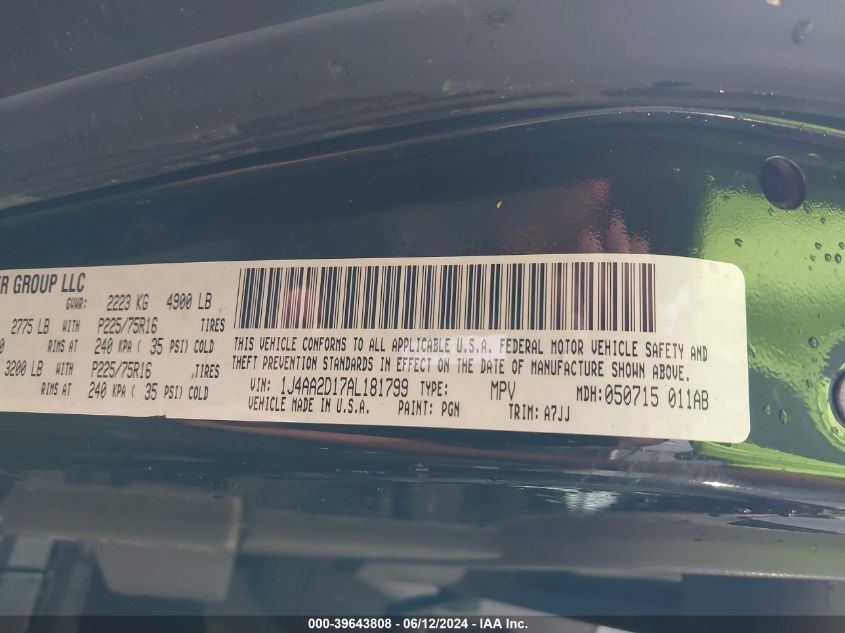 ER GROUP LLC
GVWR: 2223 KG 4900 LB
2775 LB WITH P225/75R16 TIRES
RIMS AT 240 KPA ( 35 PSI) COLD
3200 LB WITH P225/75R16 TIRES
RIMS AT 240 KPA ( 35 PSI) COLD
THIS VEHICLE CONFORMS TO ALL APPLICABLE U.S.A. FEDERAL MOTOR VEHICLE SAFETY AND
THEFT PREVENTION STANDARDS IN EFFECT ON THE DATE OF MANUFACTURE SHOWN ABOVE.
VIN: 1J4AA2D17AL181799 TYPE: MPV MDH: 050715 011AB
VEHICLE MADE IN U.S.A. PAINT: PGN TRIM: A7JJ
000-39643808 - 06/12/2024 - IAA Inc.